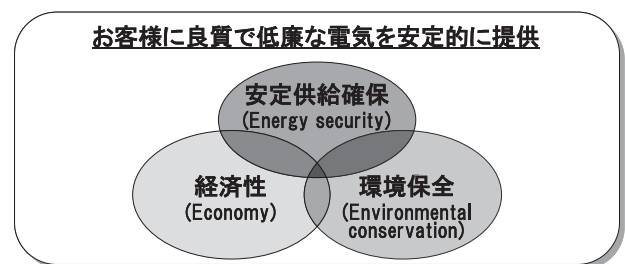 お客様に良質で低廉な電気を安定的に提供
安定供給確保
(Energy security)
経済性
(Economy)
環境保全
(Environmental
conservation)